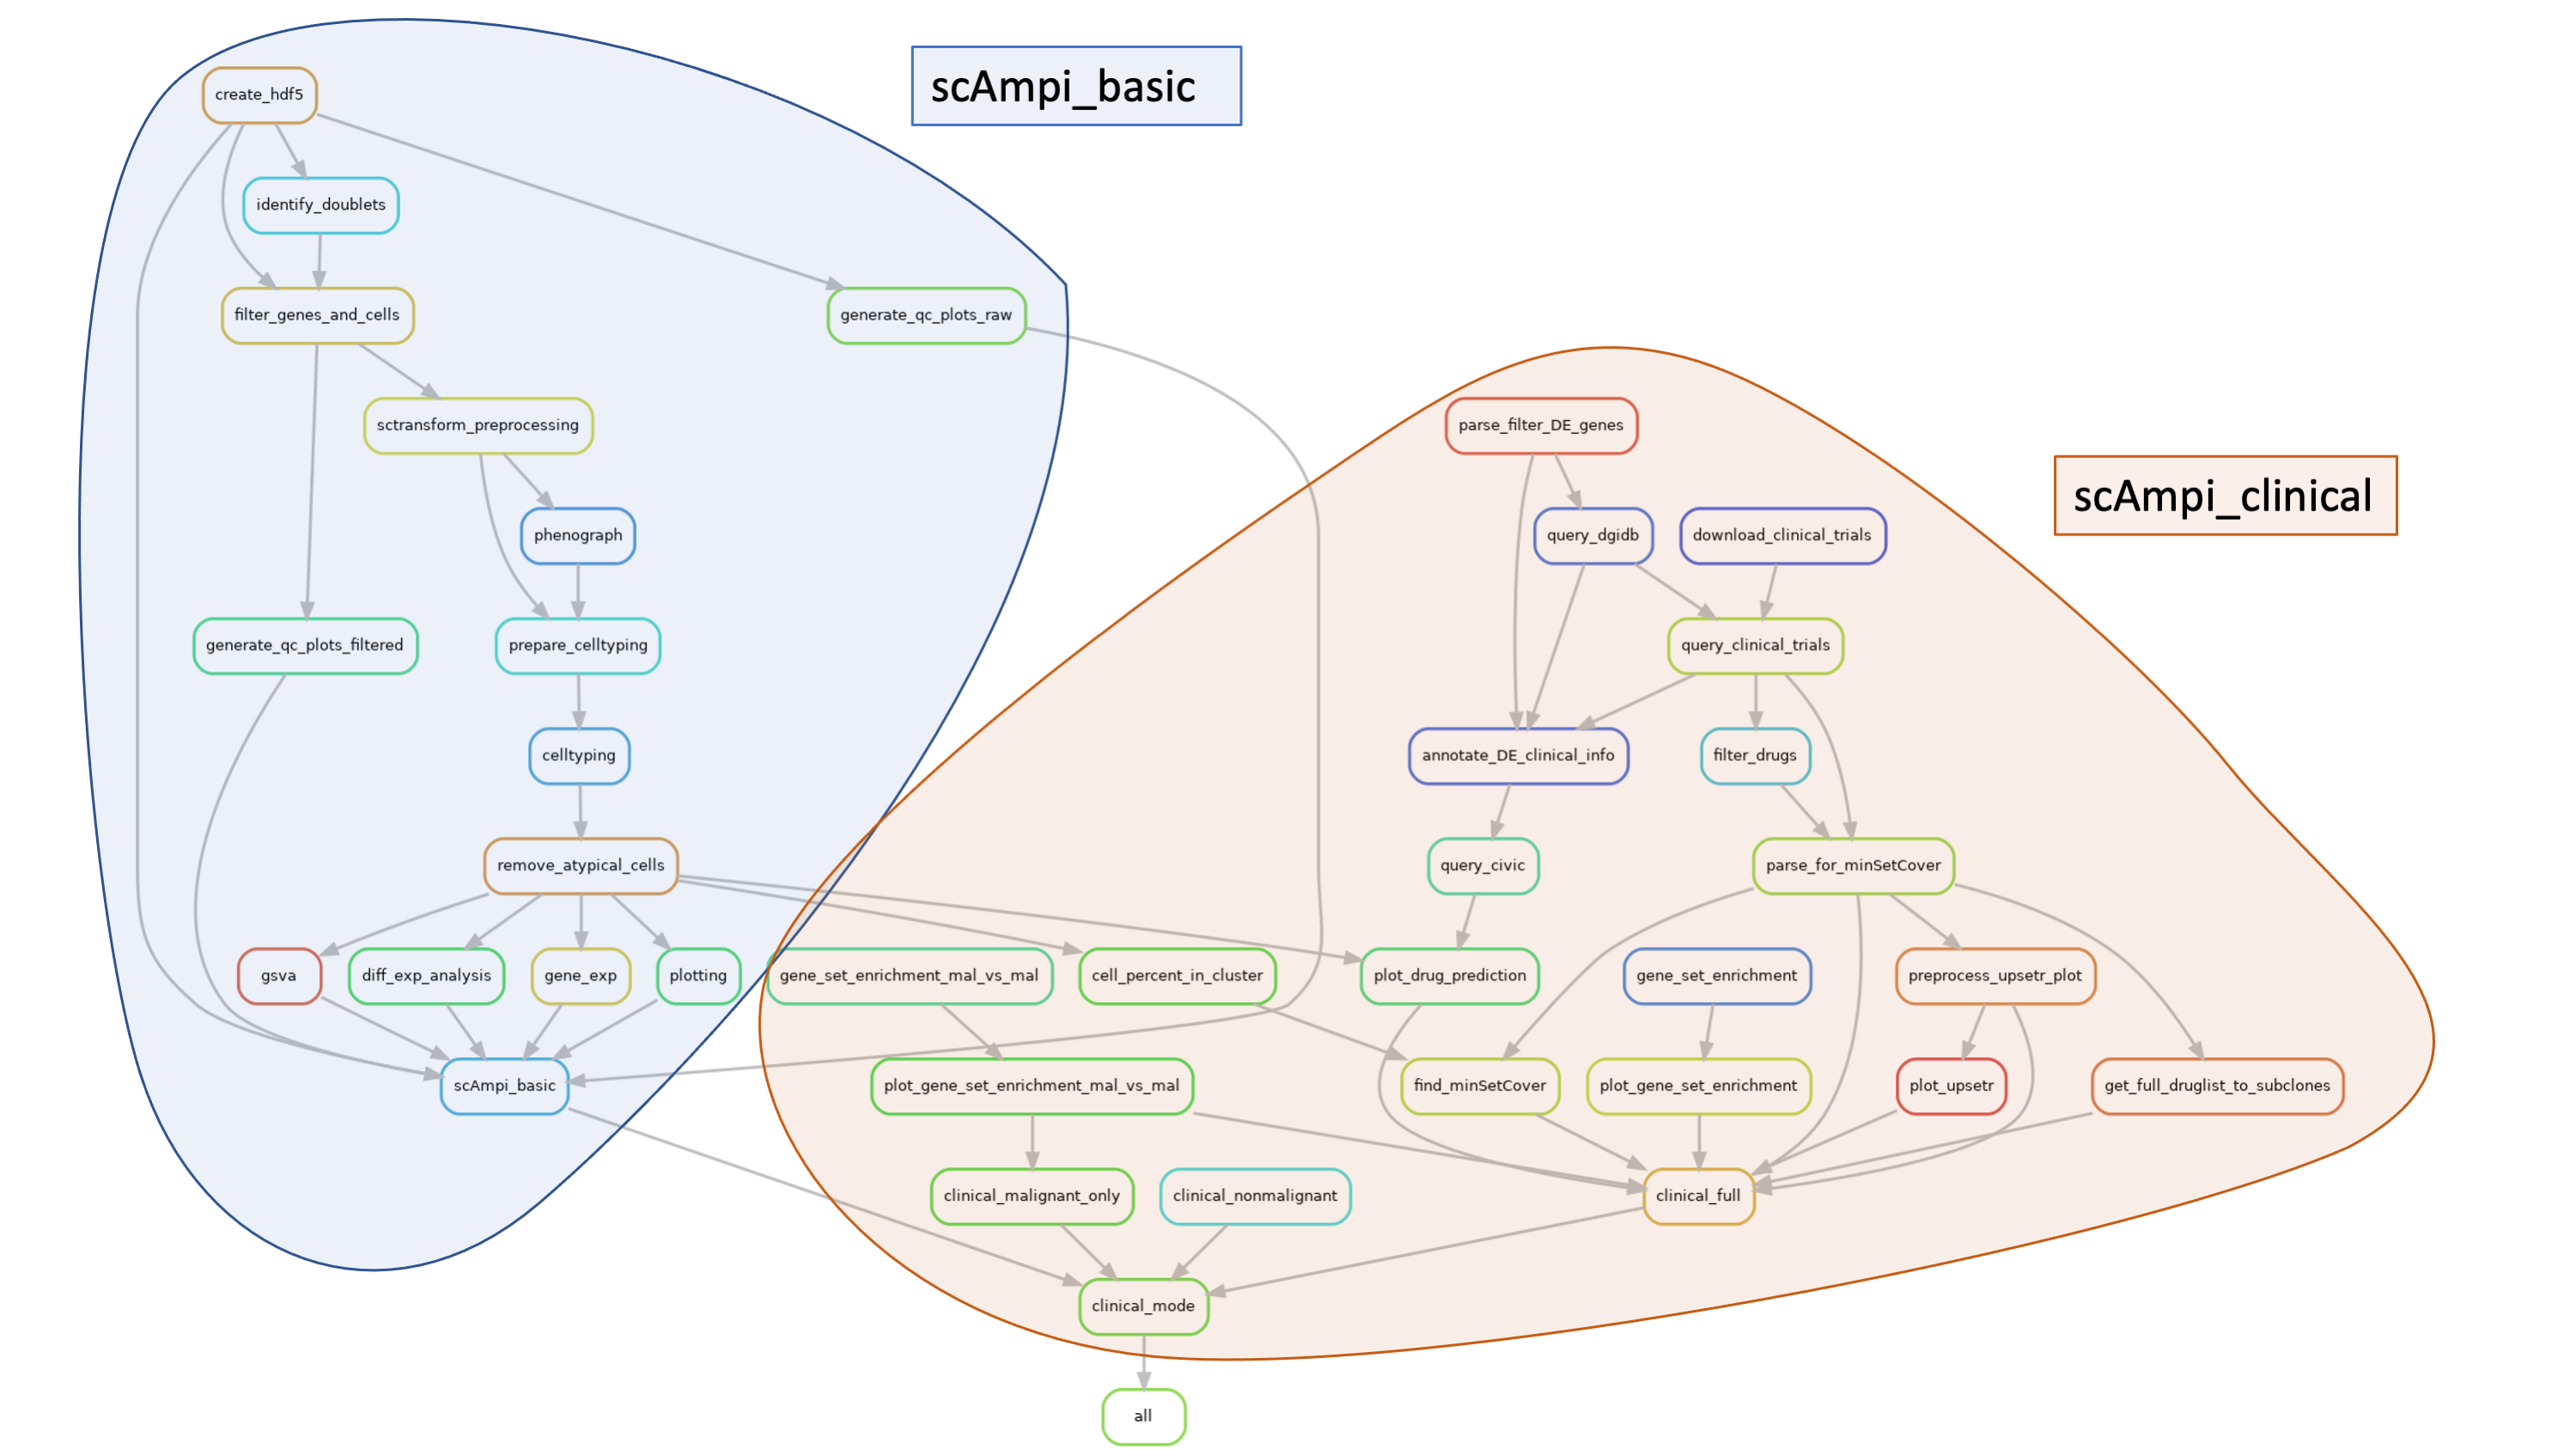 scAmpi_basic
create_hdf5
identify_doublets
filter_genes_and_cells
generate_qc_plots_raw
sctransform_preprocessing
parse_filter_DE_genes
scAmpi_clinical
phenograph
query_dgidb
download_clinical_trials
generate_qc_plots_filtered
prepare_celltyping
query_clinical_trials
celltyping
annotate_DE_clinical_info
filter_drugs
remove_atypical_cells
query_civic
parse_for_minSetCover
gsva
diff_exp_analysis
gene_exp
plotting
gene_set_enrichment_mal_vs_mal
cell_percent_in_cluster
plot_drug_prediction
gene_set_enrichment
preprocess_upsetr_plot
scAmpi_basic
plot_gene_set_enrichment_mal_vs_mal
find_minSetCover
plot_gene_set_enrichment
plot_upsetr
get_full_druglist_to_subclones
clinical_malignant_only
clinical_nonmalignant
clinical_full
clinical_mode
all